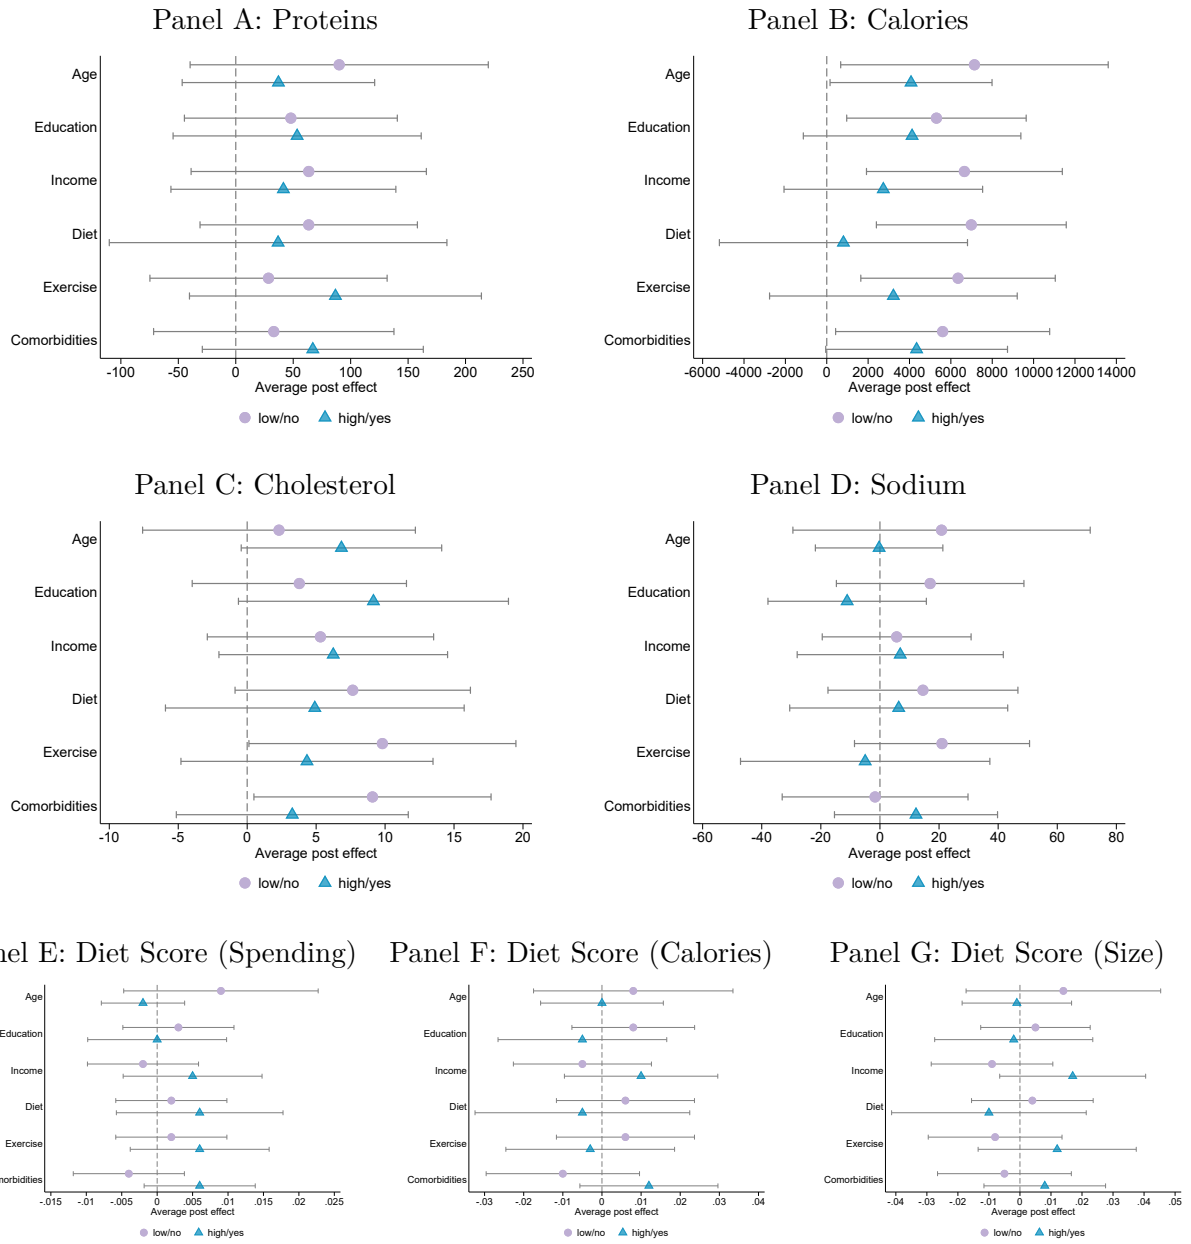 Panel A: Proteins
Age
Education
Income
Diet
Exercise
Comorbidities
-100 -50 0 50 100 150 200 250
Average post effect
low/no high/yes
Panel B: Calories
Age
Education
Income
Diet
Exercise
Comorbidities
-6000 -4000 -2000 0 2000 4000 6000 8000 10000 12000 14000
Average post effect
low/no high/yes
Panel C: Cholesterol
Age
Education
Income
Diet
Exercise
Comorbidities
-10 -5 0 5 10 15 20
Average post effect
low/no high/yes
Panel D: Sodium
Age
Education
Income
Diet
Exercise
Comorbidities
-60 -40 -20 0 20 40 60 80
Average post effect
low/no high/yes
nel E: Diet Score (Spending)
Age
Education
Income
Diet
Exercise
morbidities
-.015 -.01 -.005 0 .005 .01 .015 .02 .025
Average post effect
low/no high/yes
Panel F: Diet Score (Calories)
Age
Education
Income
Diet
Exercise
Comorbidities
-.03 -.02 -.01 0 .01 .02 .03 .04
Average post effect
low/no high/yes
Panel G: Diet Score (Size)
Age
Education
Income
Diet
Exercise
Comorbidities
-.04 -.03 -.02 -.01 0 .01 .02 .03 .04 .05
Average post effect
low/no high/yes